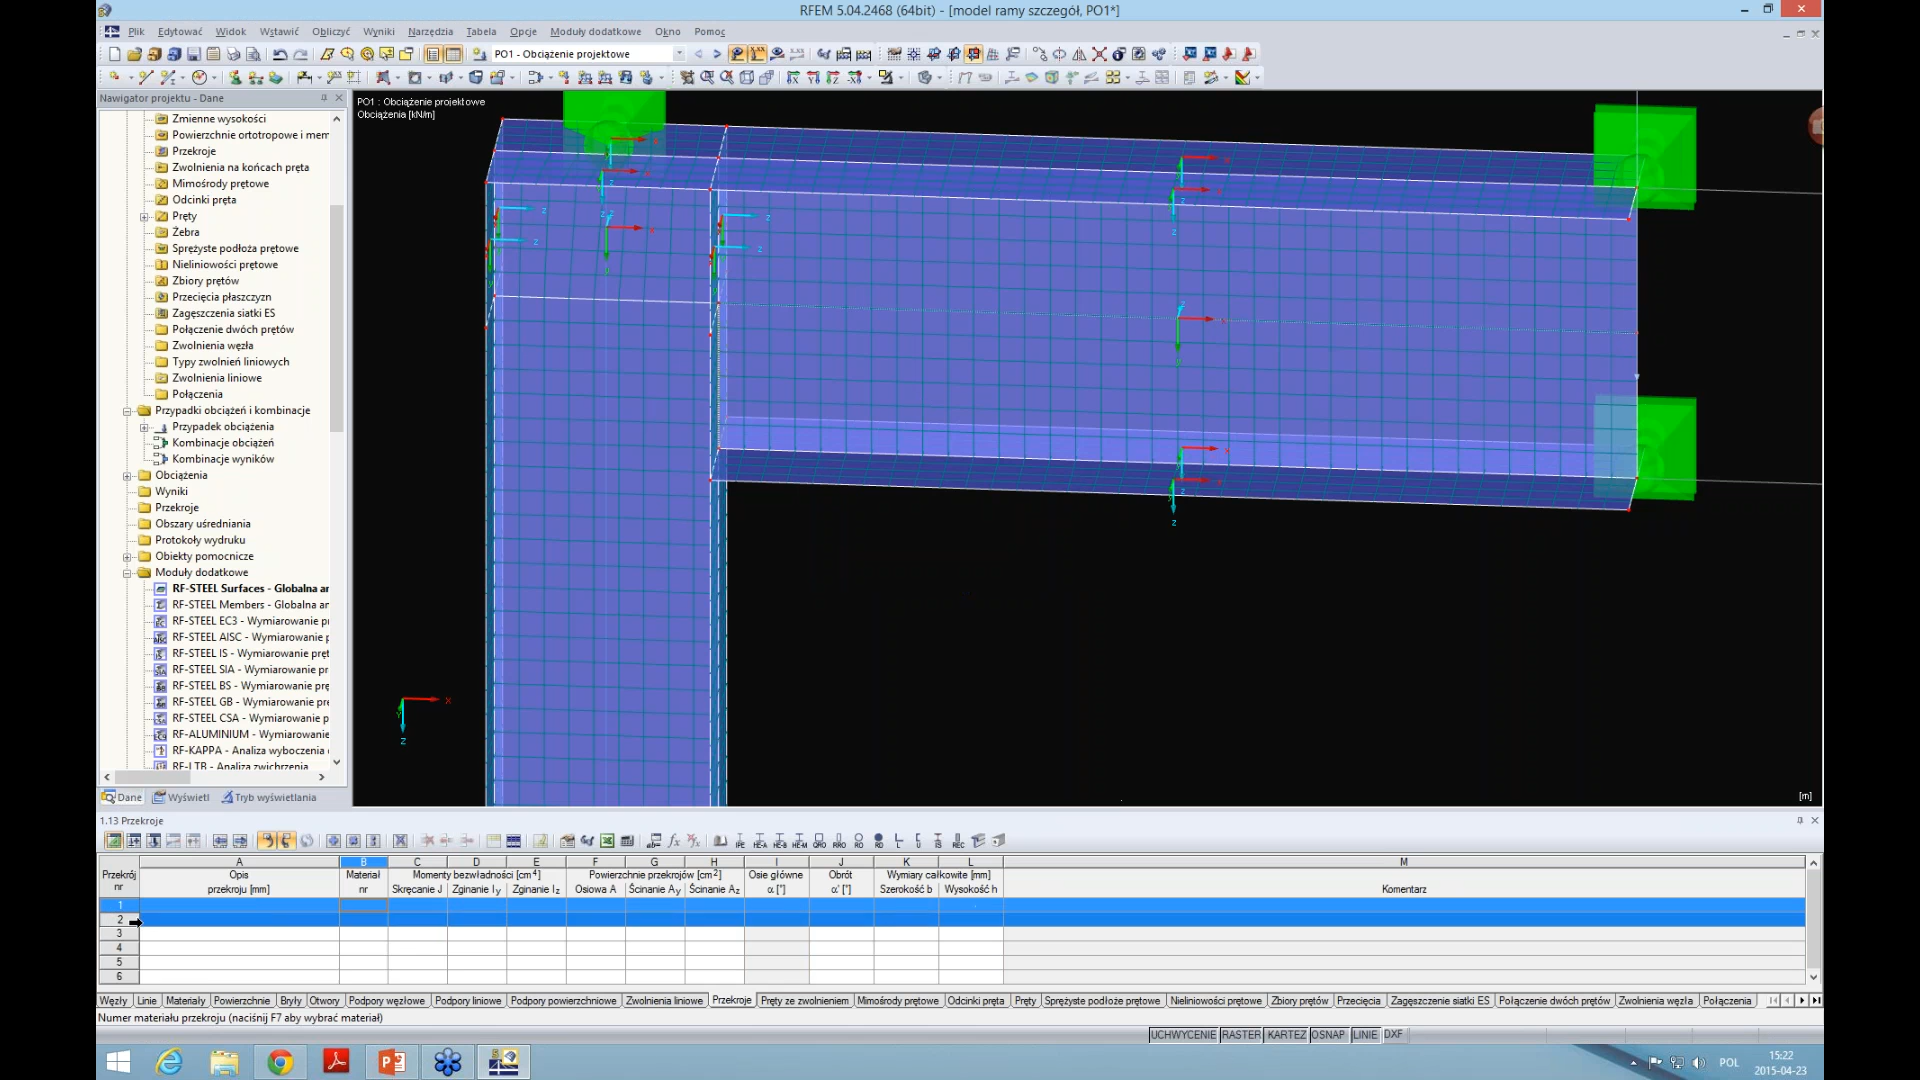 RFEM 5.04.2468 (64bit) - [model ramy szczegół, PO1*]
Plik Edytować Widok Wstawić Obliczyć Wyniki Narzędzia Tabela Opcje Moduły dodatkowe Okno Pomoc
PO1 - Obciążenie projektowe
Nawigator projektu - Dane
Zmienne wysokości
Powierzchnie ortotropowe i mem
Przekroje
Zwolnienia na końcach pręta
Mimośrody prętowe
Odcinki pręta
Pręty
Żebra
Sprężyste podłoża prętowe
Nieliniowości prętowe
Zbiory prętów
Przecięcia płaszczyzn
Zagęszczenia siatki ES
Połączenie dwóch prętów
Zwolnienia węzła
Typy zwolnień liniowych
Zwolnienia liniowe
Połączenia
Przypadki obciążeń i kombinacje
Przypadek obciążenia
Kombinacje obciążeń
Kombinacje wyników
Obciążenia
Wyniki
Przekroje
Obszary uśredniania
Protokoły wydruku
Obiekty pomocnicze
Moduły dodatkowe
RF-STEEL Surfaces - Globalna ar
RF-STEEL Members - Globalna ar
RF-STEEL EC3 - Wymiarowanie pr
RF-STEEL AISC - Wymiarowanie p
RF-STEEL IS - Wymiarowanie pręt
RF-STEEL SIA - Wymiarowanie pr
RF-STEEL BS - Wymiarowanie prę
RF-STEEL GB - Wymiarowanie pre
RF-STEEL CSA - Wymiarowanie p
RF-ALUMINIUM - Wymiarowanie
RF-KAPPA - Analiza wyboczenia
RF-LTB - Analiza zwichrzenia
Dane Wyświetl Tryb wyświetlania
PO1 : Obciążenie projektowe
Obciążenia [kN/m]
[m]
1.13 Przekroje
A B C D E F G H I J K L M
Przekrój Opis Materiał Momenty bezwładności [cm4] Powierzchnie przekrojów [cm2] Osie główne Obrót Wymiary całkowite [mm]
nr przekroju [mm] nr Skręcanie J Zginanie Iy Zginanie Iz Osiowa A Ścinanie Ay Ścinanie Az α [°] α' [°] Szerokość b Wysokość h Komentarz
1
2
3
4
5
6
Węzły Linie Materiały Powierzchnie Bryły Otwory Podpory węzłowe Podpory liniowe Podpory powierzchniowe Zwolnienia liniowe Przekroje Pręty ze zwolnieniem Mimośrody prętowe Odcinki pręta Pręty Sprężyste podłoże prętowe Nieliniowości prętowe Zbiory prętów Przecięcia Zagęszczenie siatki ES Połączenie dwóch prętów Zwolnienia węzła Połączenia
Numer materiału przekroju (naciśnij F7 aby wybrać materiał)
UCHWYCENIE RASTER KARTEZ OSNAP LINIE DXF
POL
15:22
2015-04-23